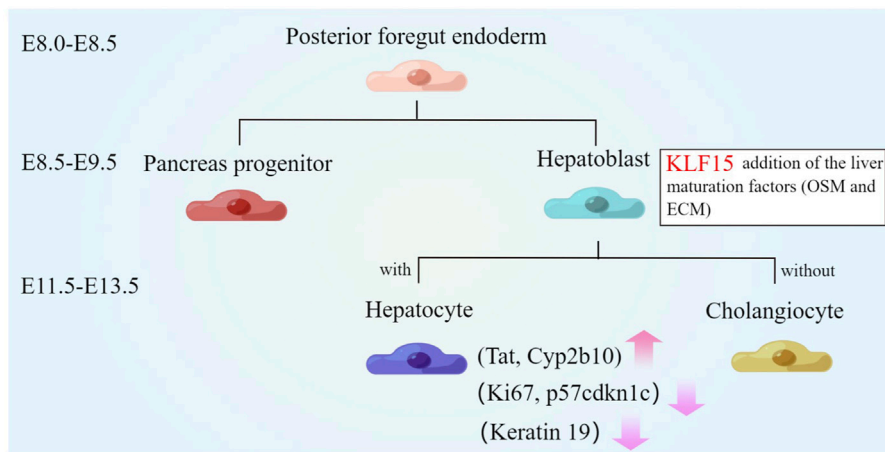 E8.0-E8.5
Posterior foregut endoderm
E8.5-E9.5
Pancreas progenitor
Hepatoblast
KLF15 addition of the liver
maturation factors (OSM and
ECM)
with
without
E11.5-E13.5
Hepatocyte
Cholangiocyte
(Tat, Cyp2b10)
(Ki67, p57cdkn1c)
(Keratin 19)